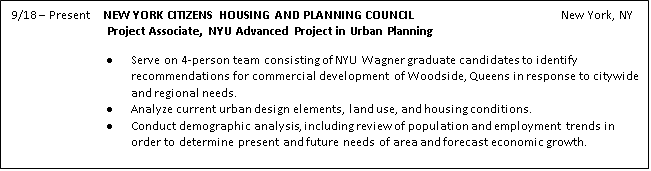 9/18 – Present NEW YORK CITIZENS HOUSING AND PLANNING COUNCIL New York, NY
Project Associate, NYU Advanced Project in Urban Planning
● Serve on 4-person team consisting of NYU Wagner graduate candidates to identify
recommendations for commercial development of Woodside, Queens in response to citywide
and regional needs.
● Analyze current urban design elements, land use, and housing conditions.
● Conduct demographic analysis, including review of population and employment trends in
order to determine present and future needs of area and forecast economic growth.